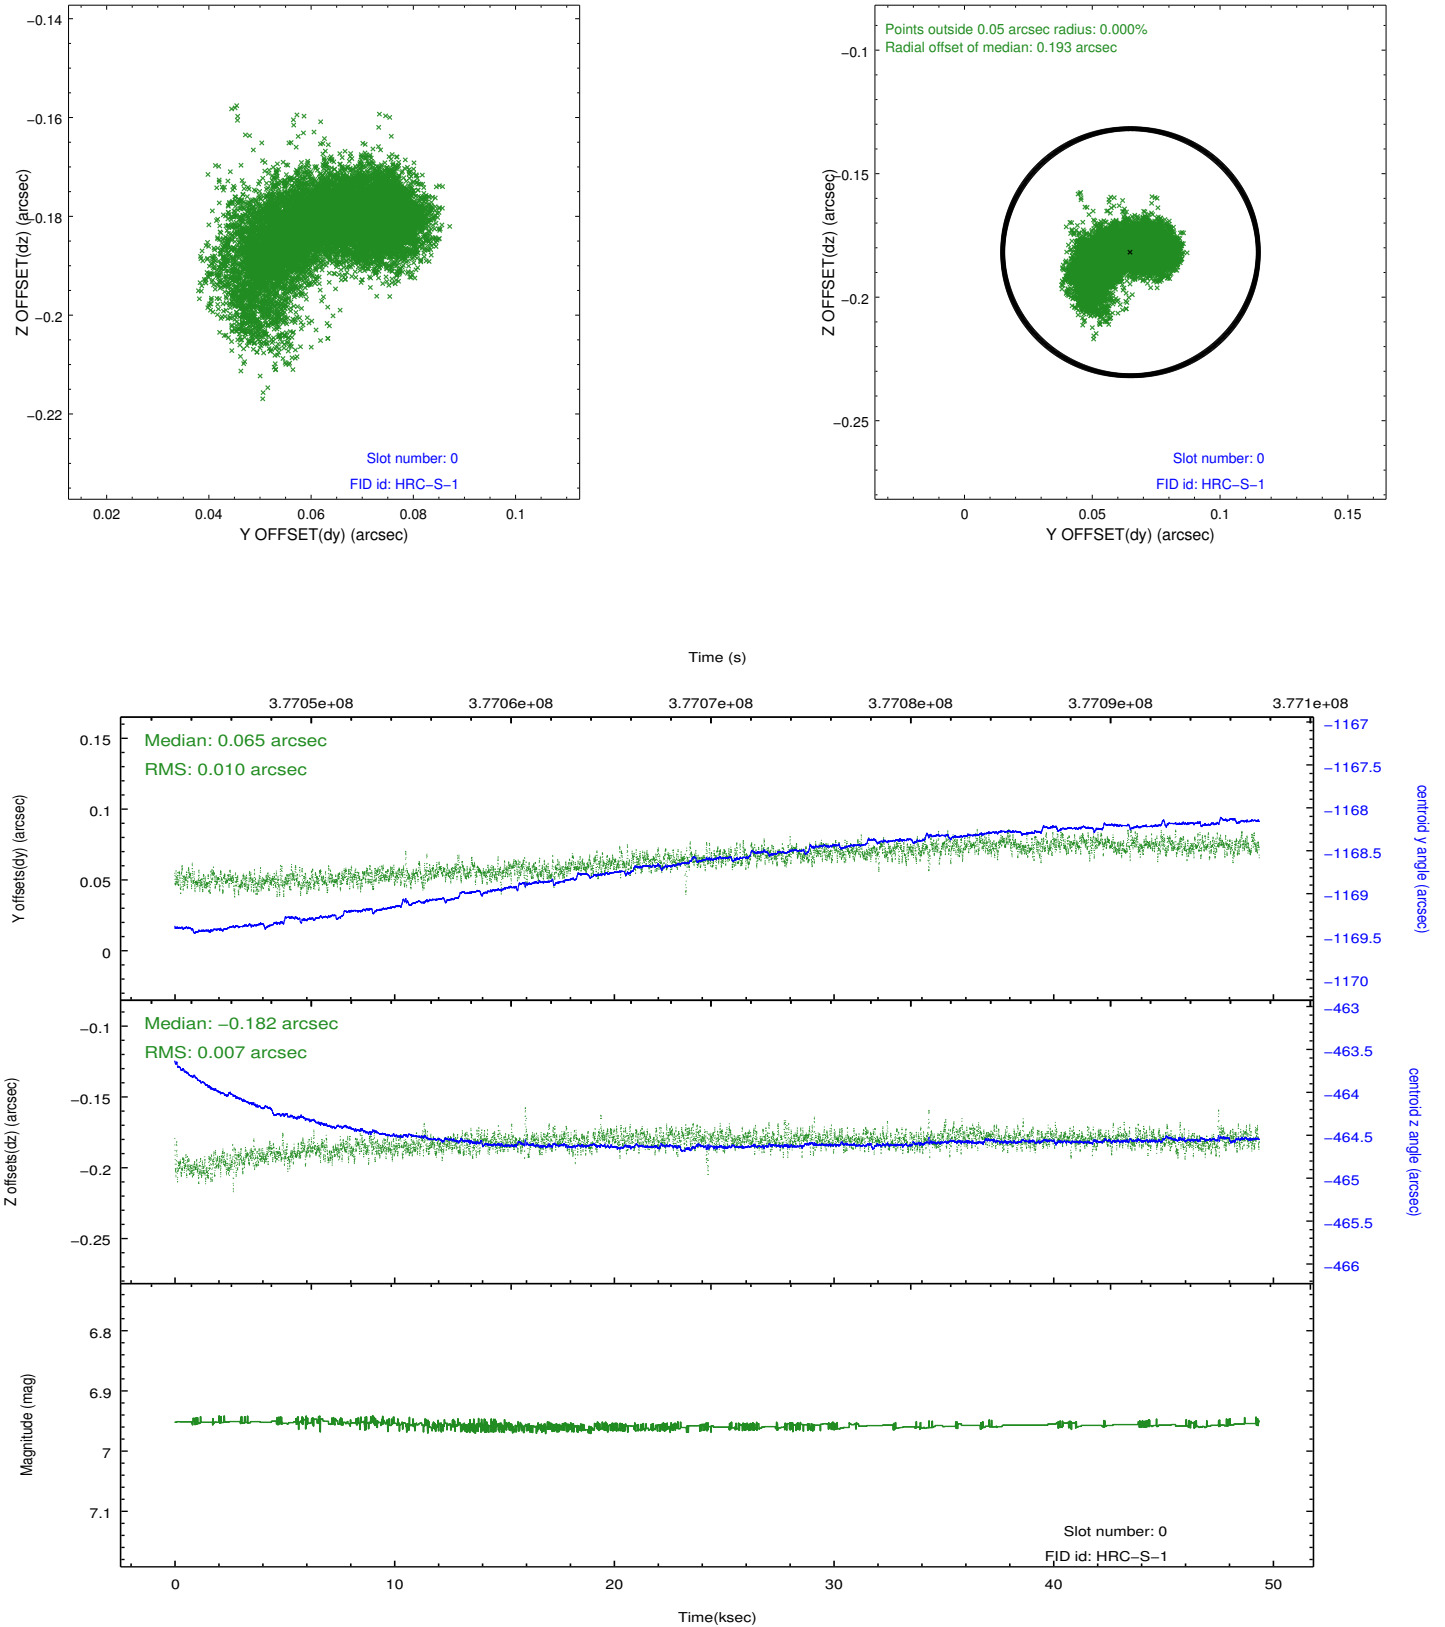 −0.14
−0.16
−0.18
−0.2
−0.22
Z OFFSET(dz) (arcsec)
Slot number: 0
FID id: HRC−S−1
0.02 0.04 0.06 0.08 0.1
Y OFFSET(dy) (arcsec)
Points outside 0.05 arcsec radius: 0.000%
Radial offset of median: 0.193 arcsec
−0.1
−0.15
−0.2
−0.25
Z OFFSET(dz) (arcsec)
Slot number: 0
FID id: HRC−S−1
0 0.05 0.1 0.15
Y OFFSET(dy) (arcsec)
Time (s)
3.7705e+08 3.7706e+08 3.7707e+08 3.7708e+08 3.7709e+08 3.771e+08
Median: 0.065 arcsec
RMS: 0.010 arcsec
0.15
0.1
0.05
0
Y offsets(dy) (arcsec)
−1167
−1167.5
−1168
−1168.5
−1169
−1169.5
−1170
centroid y angle (arcsec)
Median: −0.182 arcsec
RMS: 0.007 arcsec
−0.1
−0.15
−0.2
−0.25
Z offsets(dz) (arcsec)
−463
−463.5
−464
−464.5
−465
−465.5
−466
centroid z angle (arcsec)
6.8
6.9
7
7.1
Magnitude (mag)
Slot number: 0
FID id: HRC−S−1
0 10 20 30 40 50
Time(ksec)